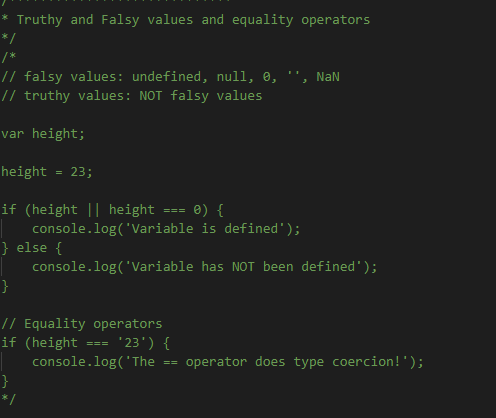 * Truthy and Falsy values and equality operators
*/
/*
// falsy values: undefined, null, 0, '', NaN
// truthy values: NOT falsy values
var height;
height = 23;
if (height || height === 0) {
    console.log('Variable is defined');
} else {
    console.log('Variable has NOT been defined');
}
// Equality operators
if (height === '23') {
    console.log('The == operator does type coercion!');
}
*/